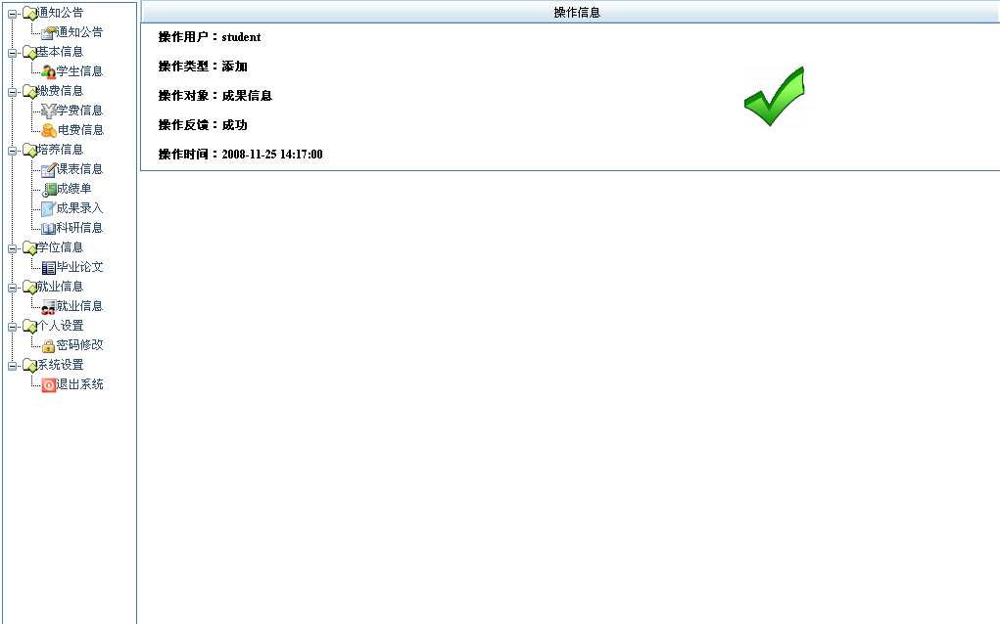 通知公告
通知公告
基本信息
学生信息
缴费信息
学费信息
电费信息
培养信息
课表信息
成绩单
成果录入
科研信息
学位信息
毕业论文
就业信息
就业信息
个人设置
密码修改
系统设置
退出系统
操作信息
操作用户：student
操作类型：添加
操作对象：成果信息
操作反馈：成功
操作时间：2008-11-25 14:17:00